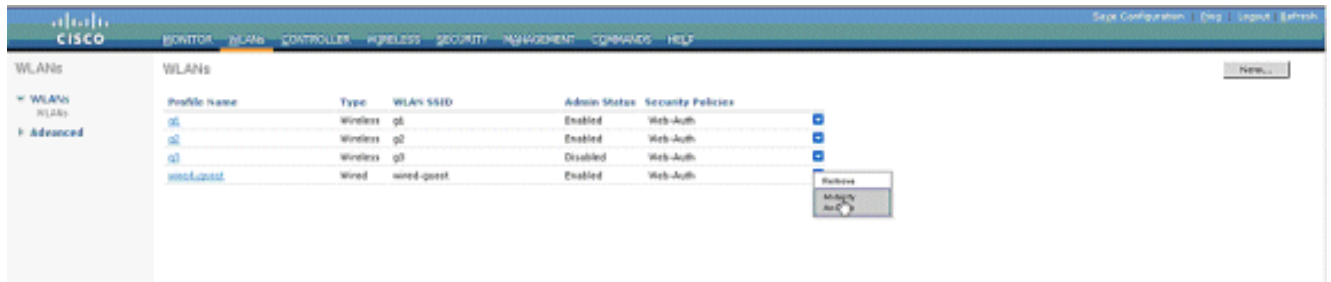 Save Configuration | Ping | Logout | Refresh
CISCO
MONITOR WLANs CONTROLLER WIRELESS SECURITY MANAGEMENT COMMANDS HELP
WLANs
WLANs
WLANs
Advanced
WLANs
New...
Profile Name Type WLAN SSID Admin Status Security Policies
g1 Wireless g1 Enabled Web-Auth
g2 Wireless g2 Enabled Web-Auth
g3 Wireless g3 Disabled Web-Auth
wired-guest Wired wired-guest Enabled Web-Auth
Remove
Mobility